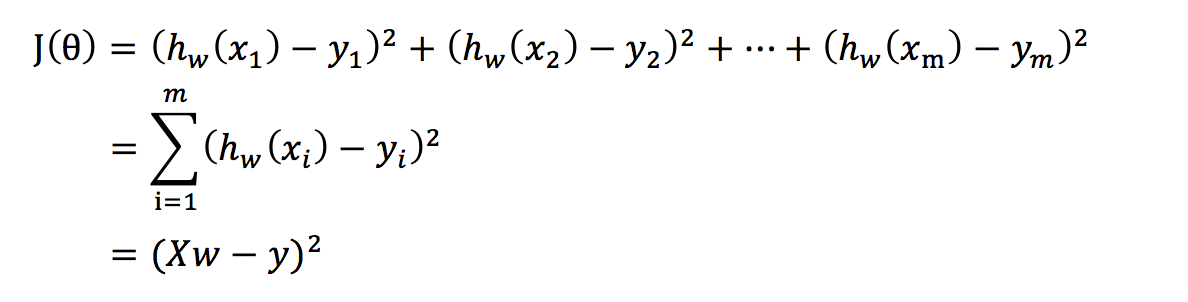 J(θ) = (h_w(x_1) − y_1)² + (h_w(x_2) − y_2)² + ⋯ + (h_w(x_m) − y_m)²
= ∑_{i=1}^{m} (h_w(x_i) − y_i)²
= (Xw − y)²